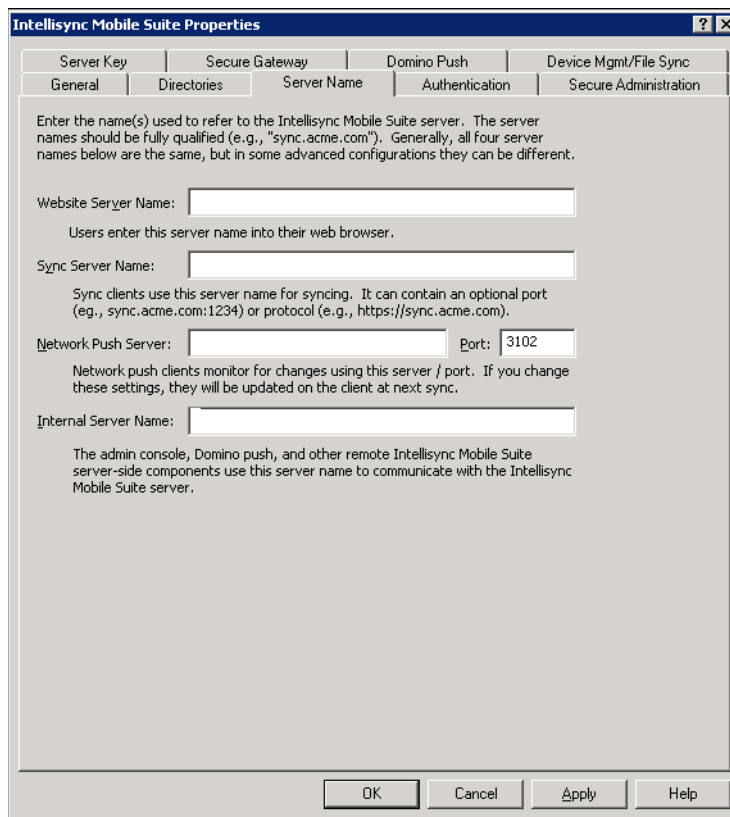 Intellisync Mobile Suite Properties
Server Key Secure Gateway Domino Push Device Mgmt/File Sync
General Directories Server Name Authentication Secure Administration
Enter the name(s) used to refer to the Intellisync Mobile Suite server. The server
names should be fully qualified (e.g., "sync.acme.com"). Generally, all four server
names below are the same, but in some advanced configurations they can be different.
Website Server Name:
Users enter this server name into their web browser.
Sync Server Name:
Sync clients use this server name for syncing. It can contain an optional port
(eg., sync.acme.com:1234) or protocol (e.g., https://sync.acme.com).
Network Push Server: Port: 3102
Network push clients monitor for changes using this server / port. If you change
these settings, they will be updated on the client at next sync.
Internal Server Name:
The admin console, Domino push, and other remote Intellisync Mobile Suite
server-side components use this server name to communicate with the Intellisync
Mobile Suite server.
OK Cancel Apply Help